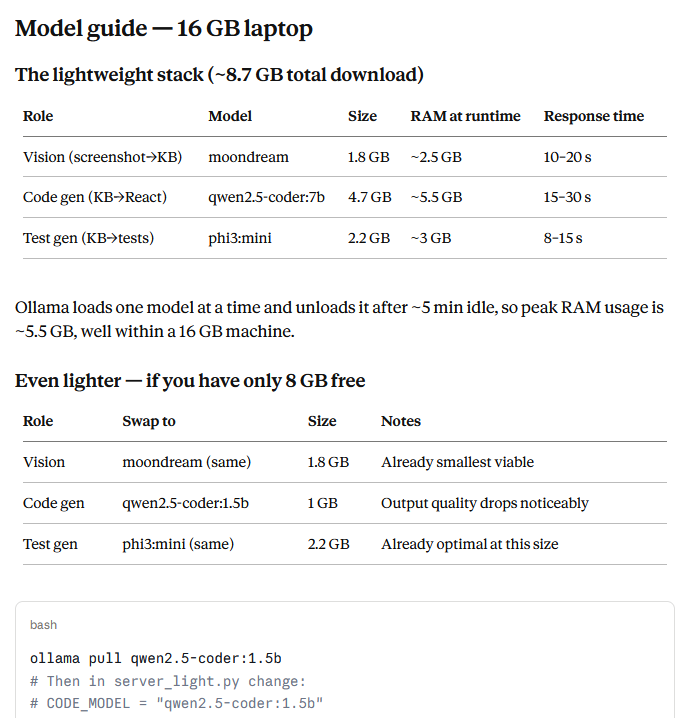 Model guide — 16 GB laptop
The lightweight stack (~8.7 GB total download)
Role Model Size RAM at runtime Response time
Vision (screenshot→KB) moondream 1.8 GB ~2.5 GB 10–20 s
Code gen (KB→React) qwen2.5-coder:7b 4.7 GB ~5.5 GB 15–30 s
Test gen (KB→tests) phi3:mini 2.2 GB ~3 GB 8–15 s
Ollama loads one model at a time and unloads it after ~5 min idle, so peak RAM usage is
~5.5 GB, well within a 16 GB machine.
Even lighter — if you have only 8 GB free
Role Swap to Size Notes
Vision moondream (same) 1.8 GB Already smallest viable
Code gen qwen2.5-coder:1.5b 1 GB Output quality drops noticeably
Test gen phi3:mini (same) 2.2 GB Already optimal at this size
bash
ollama pull qwen2.5-coder:1.5b
# Then in server_light.py change:
# CODE_MODEL = "qwen2.5-coder:1.5b"